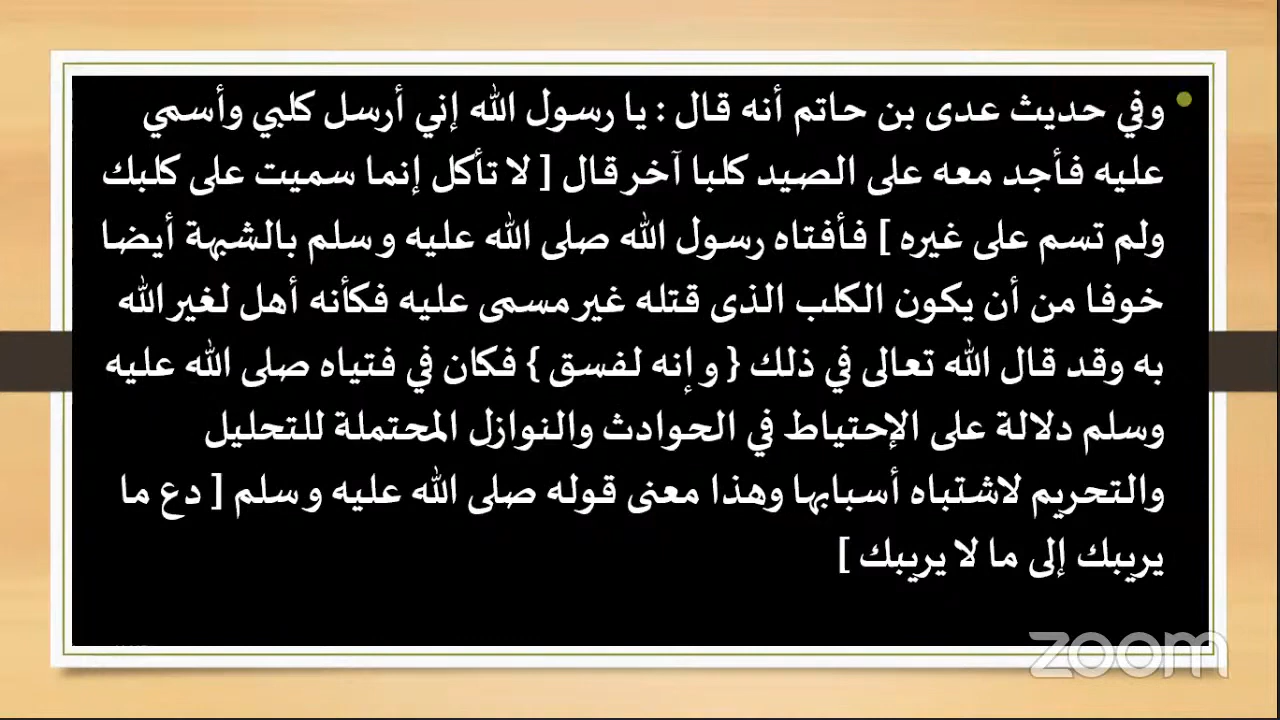 • وفي حديث عدى بن حاتم أنه قال : يا رسول الله إني أرسل كلبي وأسمي
عليه فأجد معه على الصيد كلبا آخر قال [ لا تأكل إنما سميت على كلبك
ولم تسم على غيره ] فأفتاه رسول الله صلى الله عليه و سلم بالشبهة أيضا
خوفا من أن يكون الكلب الذى قتله غير مسمى عليه فكأنه أهل لغير الله
به وقد قال الله تعالى في ذلك { و إنه لفسق } فكان في فتياه صلى الله عليه
وسلم دلالة على الإحتياط في الحوادث والنوازل المحتملة للتحليل
والتحريم لاشتباه أسبابها وهذا معنى قوله صلى الله عليه و سلم [ دع ما
يريبك إلى ما لا يريبك ]
zoom